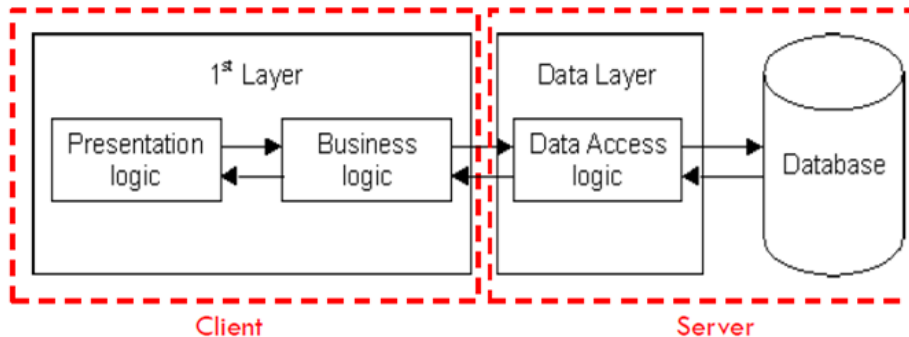 1st Layer
Presentation
logic
Business
logic
Data Layer
Data Access
logic
Database
Client
Server